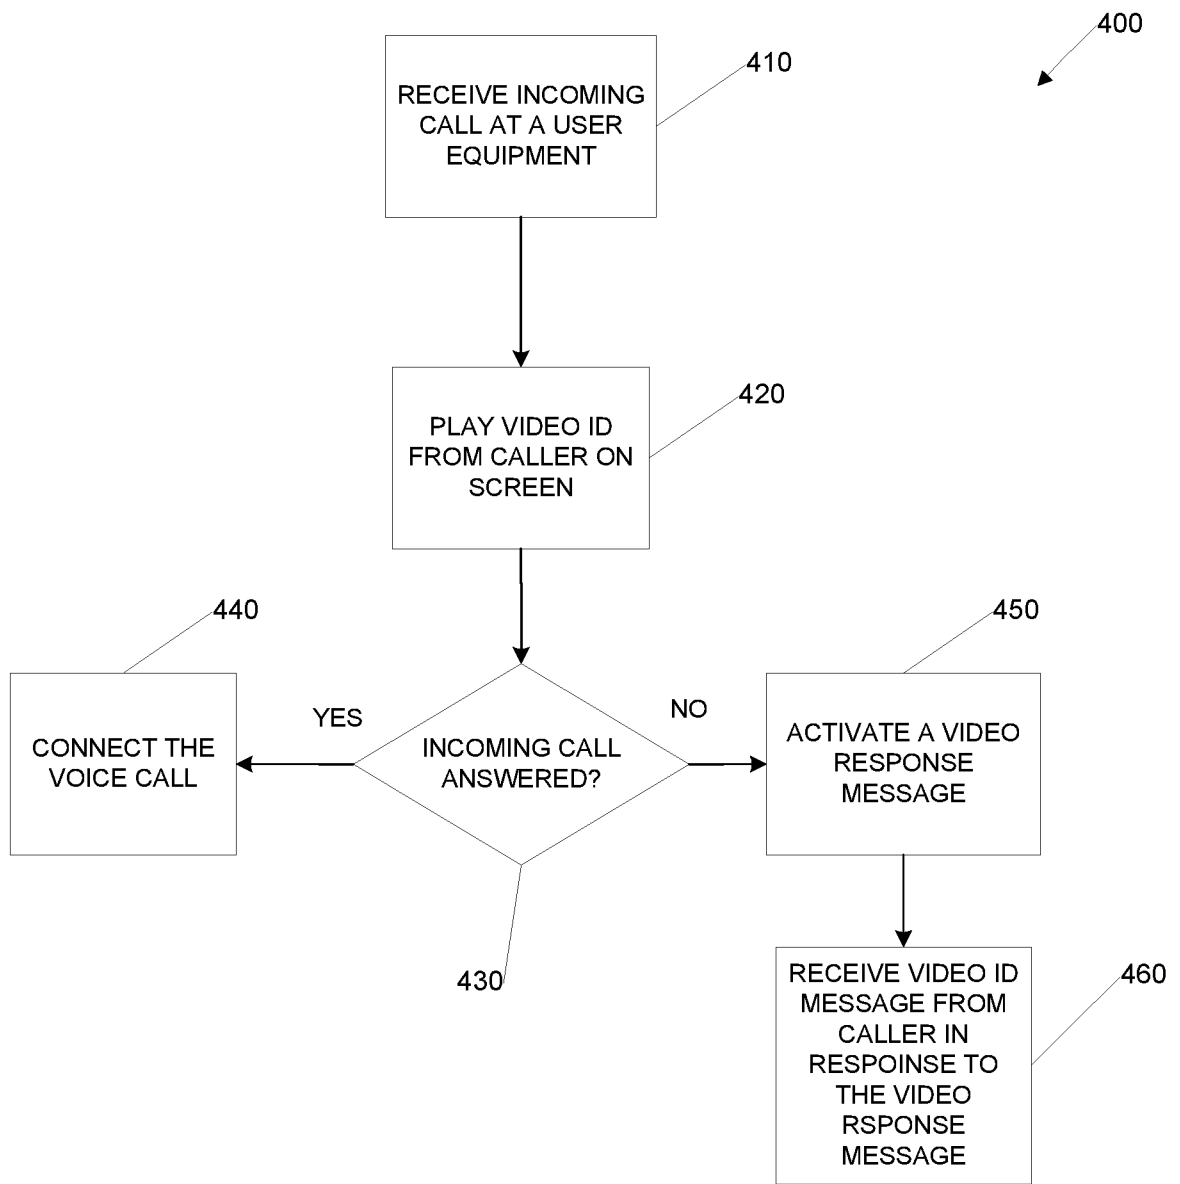 400
410
RECEIVE INCOMING
CALL AT A USER
EQUIPMENT
420
PLAY VIDEO ID
FROM CALLER ON
SCREEN
440
450
YES
NO
CONNECT THE
VOICE CALL
INCOMING CALL
ANSWERED?
ACTIVATE A VIDEO
RESPONSE
MESSAGE
430
460
RECEIVE VIDEO ID
MESSAGE FROM
CALLER IN
RESPOINSE TO
THE VIDEO
RSPONSE
MESSAGE